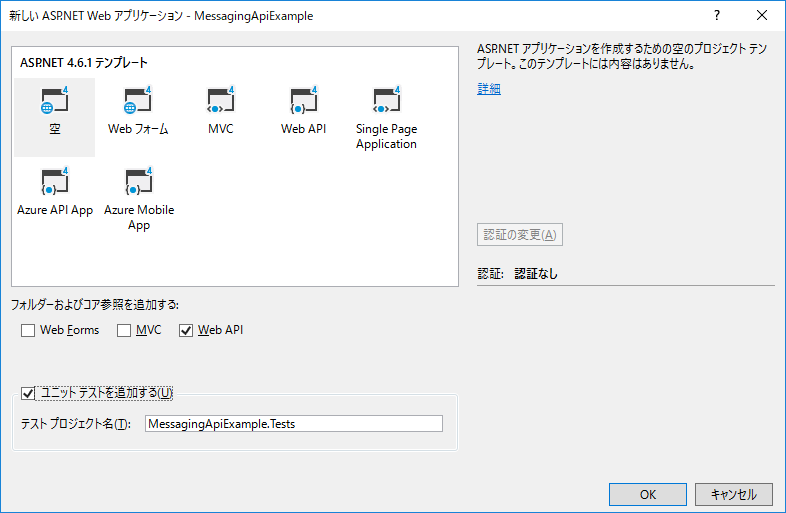 新しい ASP.NET Web アプリケーション - MessagingApiExample
ASP.NET 4.6.1 テンプレート
空
Web フォーム
MVC
Web API
Single Page
Application
Azure API App
Azure Mobile
App
ASP.NET アプリケーションを作成するための空のプロジェクト テン
プレート。このテンプレートには内容はありません。
詳細
認証の変更(A)
認証: 認証なし
フォルダーおよびコア参照を追加する:
Web Forms
MVC
Web API
ユニット テストを追加する(U)
テスト プロジェクト名(T):
MessagingApiExample.Tests
OK
キャンセル